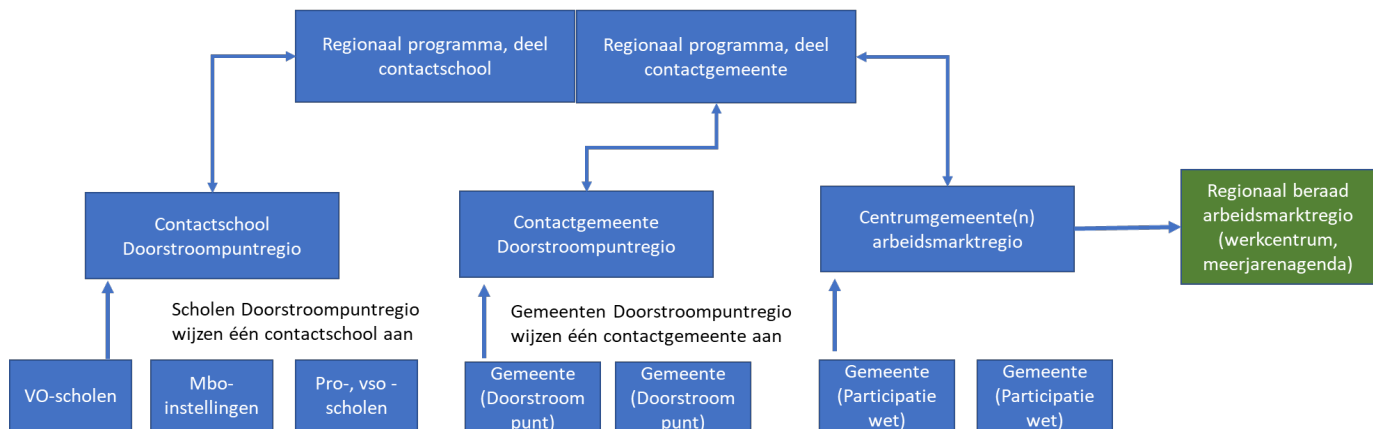 Regionaal programma, deel
contactschool
Regionaal programma, deel
contactgemeente
Contactschool
Doorstroompuntregio
Contactgemeente
Doorstroompuntregio
Centrumgemeente(n)
arbeidsmarktregio
Regionaal beraad
arbeidsmarktregio
(werkcentrum,
meerjarenagenda)
Scholen Doorstroompuntregio
wijzen één contactschool aan
Gemeenten Doorstroompuntregio
wijzen één contactgemeente aan
VO-scholen
Mbo-
instellingen
Pro-, vso -
scholen
Gemeente
(Doorstroom
punt)
Gemeente
(Doorstroom
punt)
Gemeente
(Participatie
wet)
Gemeente
(Participatie
wet)